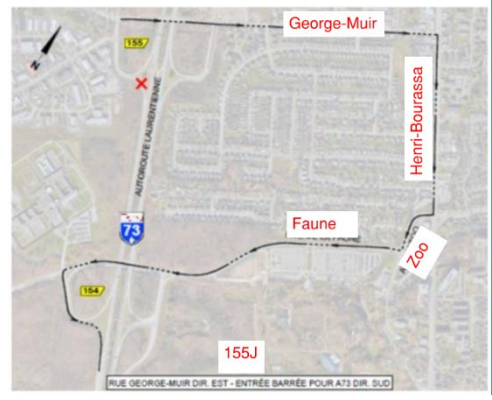 George-Muir
155
N
AUTOROUTE LAURENTIENNE
Henri-Bourassa
73
Faune
Zoo
154
155J
RUE GEORGE-MUIR DIR. EST - ENTRÉE BARRÉE POUR A73 DIR. SUD